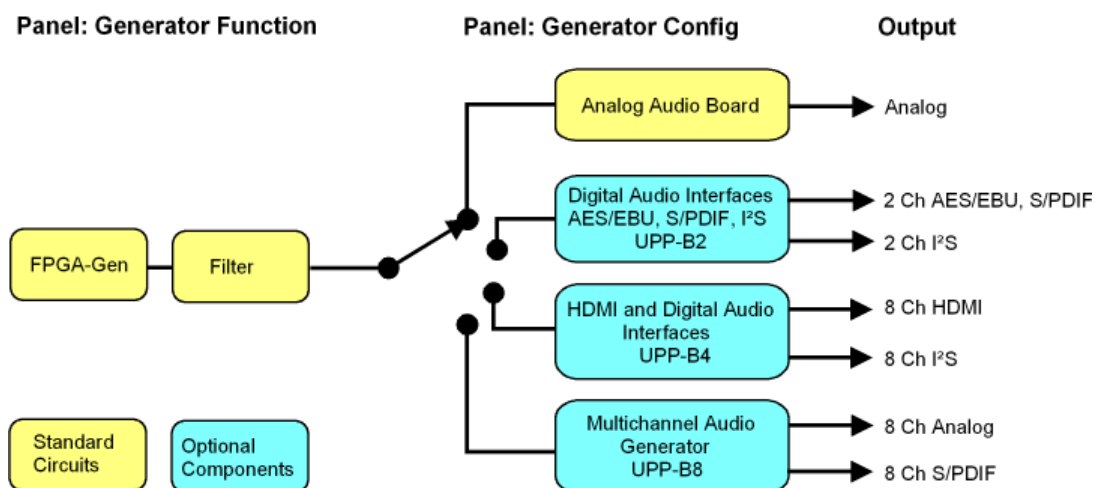 Panel: Generator Function
Panel: Generator Config
Output
Analog Audio Board
Analog
Digital Audio Interfaces
AES/EBU, S/PDIF, I²S
UPP-B2
2 Ch AES/EBU, S/PDIF
2 Ch I²S
FPGA-Gen
Filter
HDMI and Digital Audio
Interfaces
UPP-B4
8 Ch HDMI
8 Ch I²S
Multichannel Audio
Generator
UPP-B8
8 Ch Analog
8 Ch S/PDIF
Standard
Circuits
Optional
Components